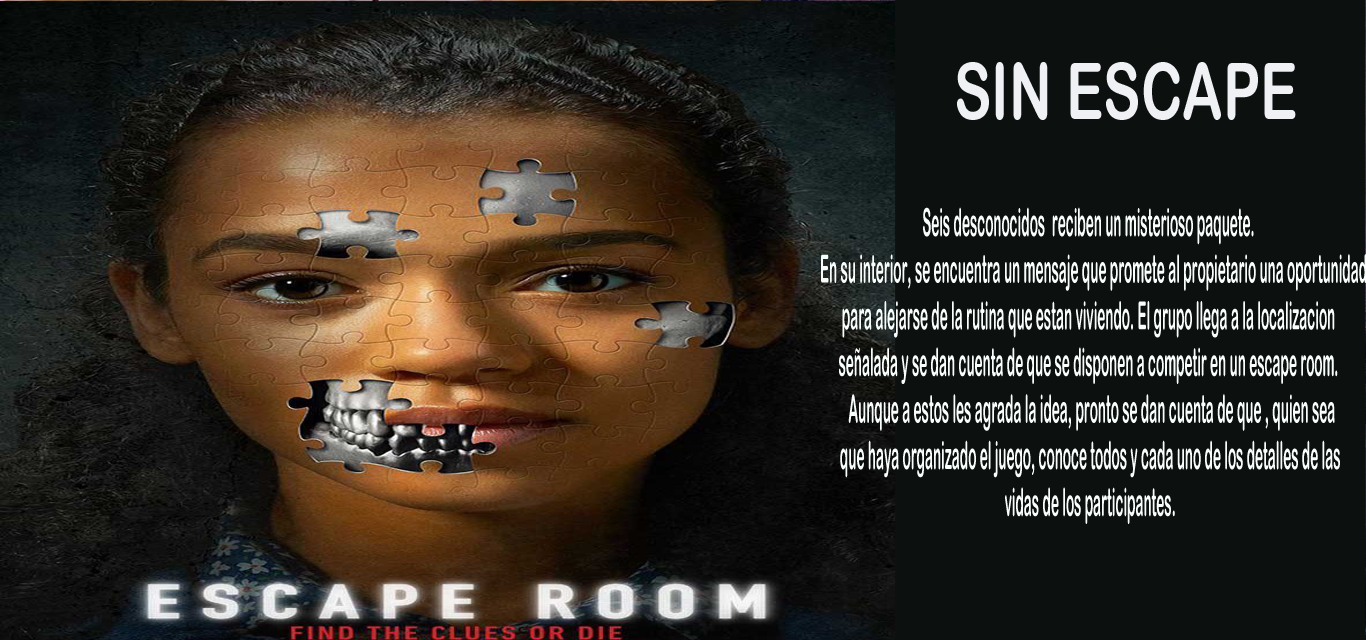 SIN ESCAPE
Seis desconocidos reciben un misterioso paquete.
En su interior, se encuentra un mensaje que promete al propietario una oportunidad
para alejarse de la rutina que estan viviendo. El grupo llega a la localizacion
señalada y se dan cuenta de que se disponen a competir en un escape room.
Aunque a estos les agrada la idea, pronto se dan cuenta de que , quien sea
que haya organizado el juego, conoce todos y cada uno de los detalles de las
vidas de los participantes.
ESCAPE ROOM
FIND THE CLUES OR DIE